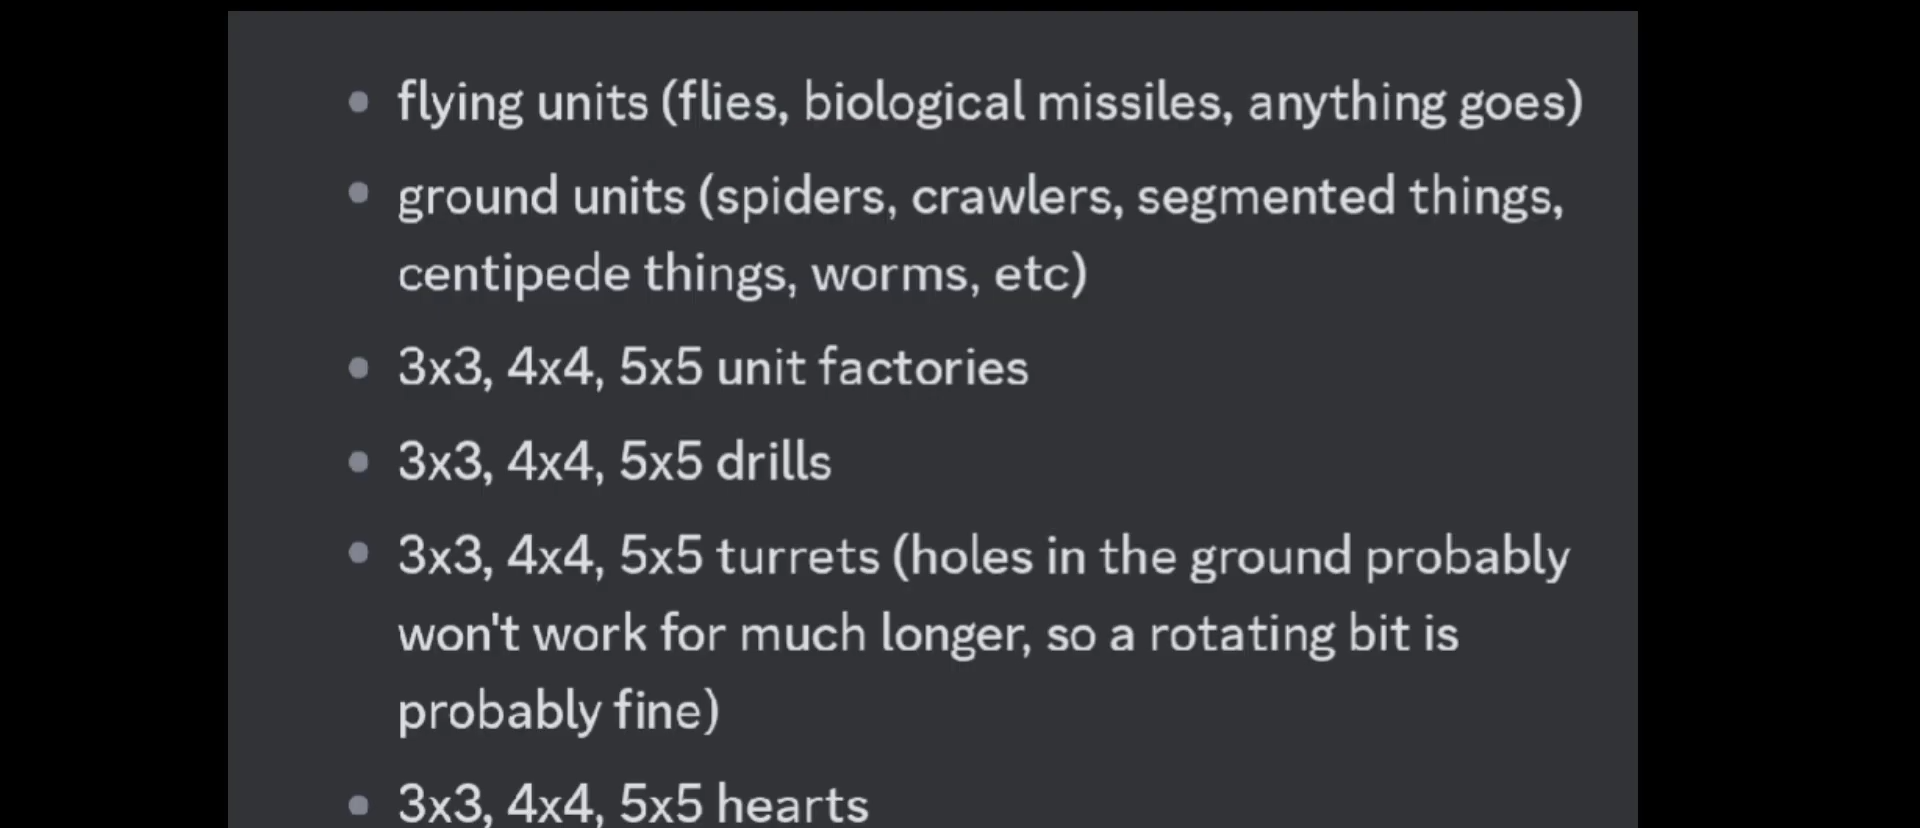 • flying units (flies, biological missiles, anything goes)
• ground units (spiders, crawlers, segmented things,
centipede things, worms, etc)
• 3x3, 4x4, 5x5 unit factories
• 3x3, 4x4, 5x5 drills
• 3x3, 4x4, 5x5 turrets (holes in the ground probably
won't work for much longer, so a rotating bit is
probably fine)
• 3x3, 4x4, 5x5 hearts